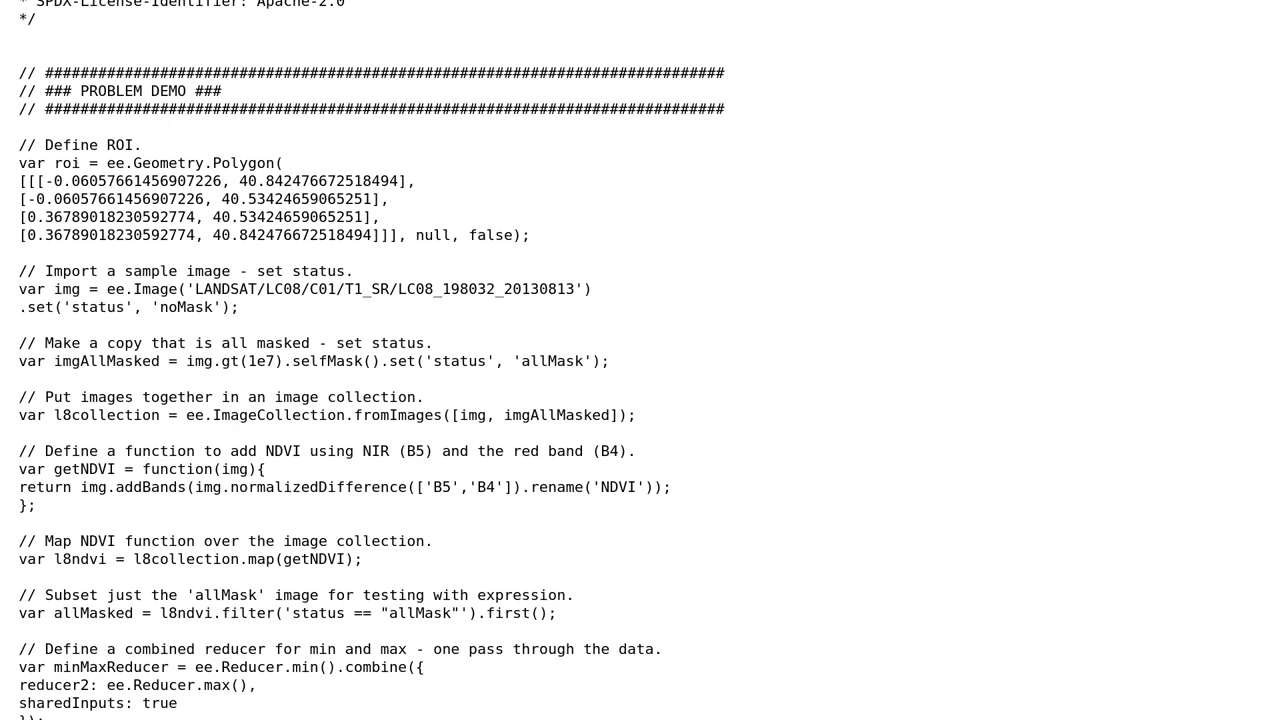 * SPDX-License-Identifier: Apache-2.0
*/
// #############################################################################
// ### PROBLEM DEMO ###
// #############################################################################
// Define ROI.
var roi = ee.Geometry.Polygon(
[[[-0.06057661456907226, 40.842476672518494],
[-0.06057661456907226, 40.53424659065251],
[0.36789018230592774, 40.53424659065251],
[0.36789018230592774, 40.842476672518494]]], null, false);
// Import a sample image - set status.
var img = ee.Image('LANDSAT/LC08/C01/T1_SR/LC08_198032_20130813')
.set('status', 'noMask');
// Make a copy that is all masked - set status.
var imgAllMasked = img.gt(1e7).selfMask().set('status', 'allMask');
// Put images together in an image collection.
var l8collection = ee.ImageCollection.fromImages([img, imgAllMasked]);
// Define a function to add NDVI using NIR (B5) and the red band (B4).
var getNDVI = function(img){
return img.addBands(img.normalizedDifference(['B5','B4']).rename('NDVI'));
};
// Map NDVI function over the image collection.
var l8ndvi = l8collection.map(getNDVI);
// Subset just the 'allMask' image for testing with expression.
var allMasked = l8ndvi.filter('status == "allMask"').first();
// Define a combined reducer for min and max - one pass through the data.
var minMaxReducer = ee.Reducer.min().combine({
reducer2: ee.Reducer.max(),
sharedInputs: true
});